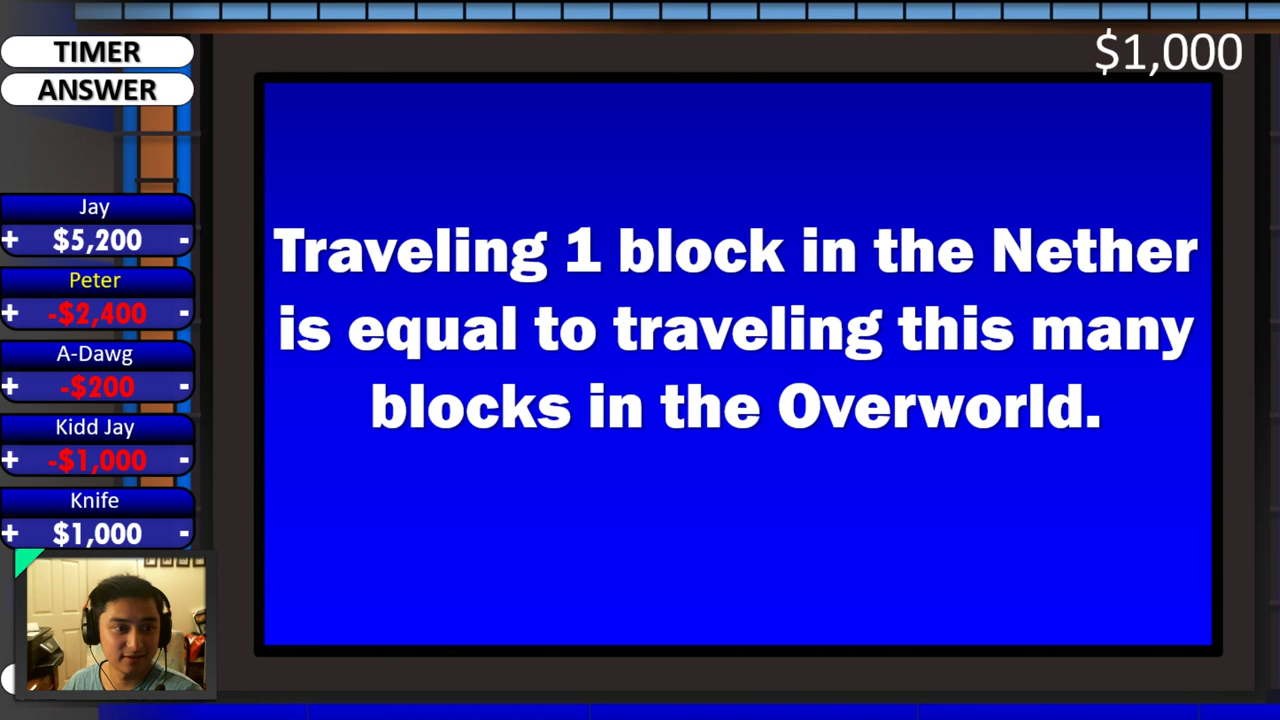 $1,000
TIMER
ANSWER
Jay
+ $5,200 -
Peter
+ -$2,400 -
A-Dawg
+ -$200 -
Kidd Jay
+ -$1,000 -
Knife
+ $1,000 -
Traveling 1 block in the Nether
is equal to traveling this many
blocks in the Overworld.